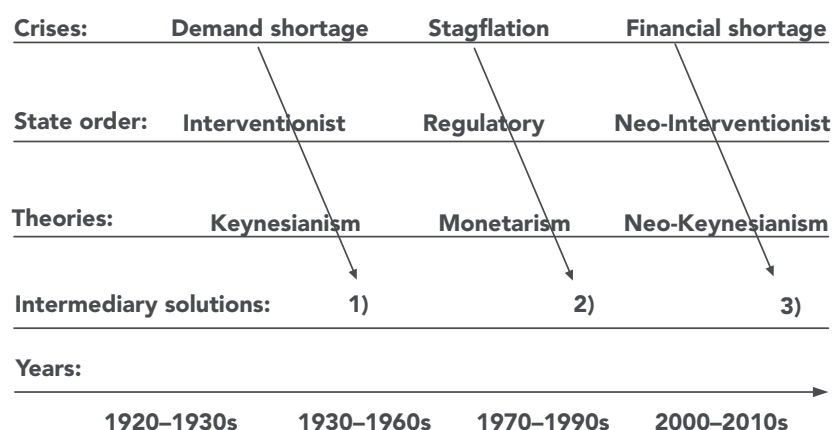 Crises: Demand shortage Stagflation Financial shortage
State order: Interventionist Regulatory Neo-Interventionist
Theories: Keynesianism Monetarism Neo-Keynesianism
Intermediary solutions: 1) 2) 3)
Years:
1920–1930s 1930–1960s 1970–1990s 2000–2010s